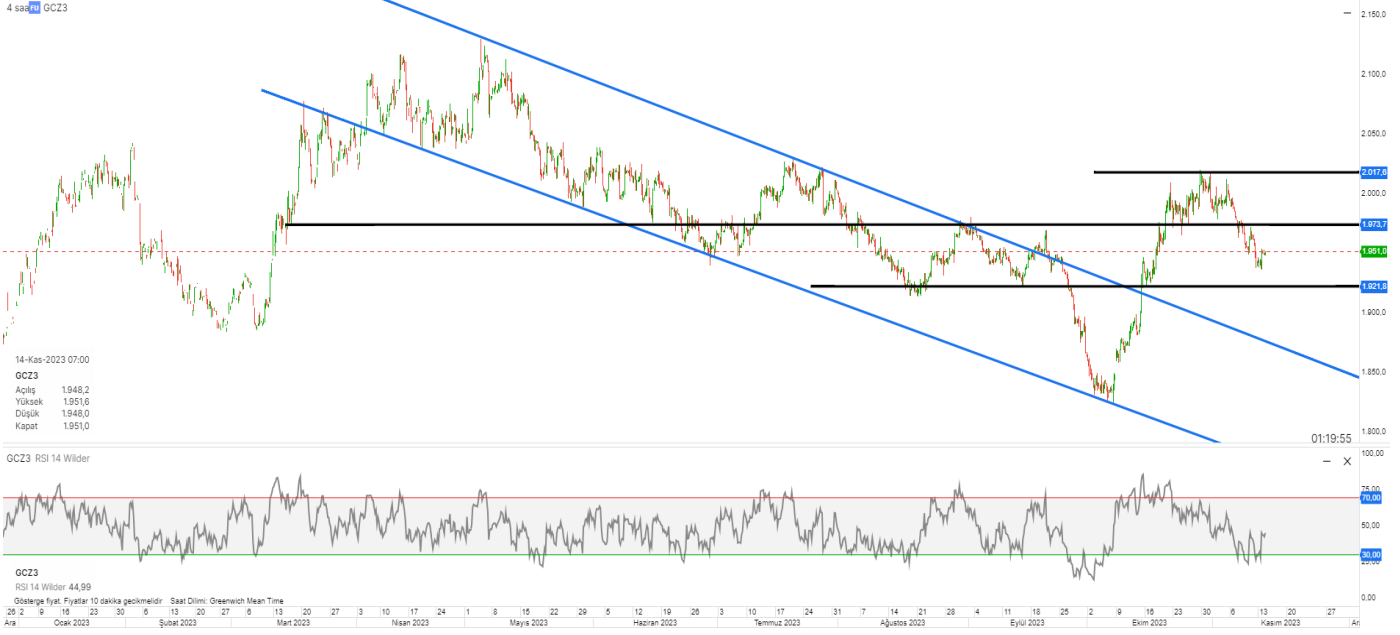 4 saa FU GCZ3
2.150,0
2.100,0
2.050,0
2.017,6
2.000,0
1.973,7
1.951,0
1.921,8
1.900,0
1.850,0
1.800,0
14-Kas-2023 07:00
GCZ3
Açılış 1.948,2
Yüksek 1.951,6
Düşük 1.948,0
Kapat 1.951,0
01:19:55
GCZ3 RSI 14 Wilder
100,00
75,00
70,00
50,00
30,00
25,00
0,00
GCZ3
RSI 14 Wilder 44,99
Gösterge fiyat. Fiyatlar 10 dakika gecikmelidir Saat Dilimi: Greenwich Mean Time
26 2 9 16 23 30 6 13 20 27 6 13 20 27 3 10 17 24 1 8 15 22 29 5 12 19 26 3 10 17 24 31 7 14 21 28 4 11 18 25 2 9 16 23 30 6 13 20 27
Ara Ocak 2023 Şubat 2023 Mart 2023 Nisan 2023 Mayıs 2023 Haziran 2023 Temmuz 2023 Ağustos 2023 Eylül 2023 Ekim 2023 Kasım 2023